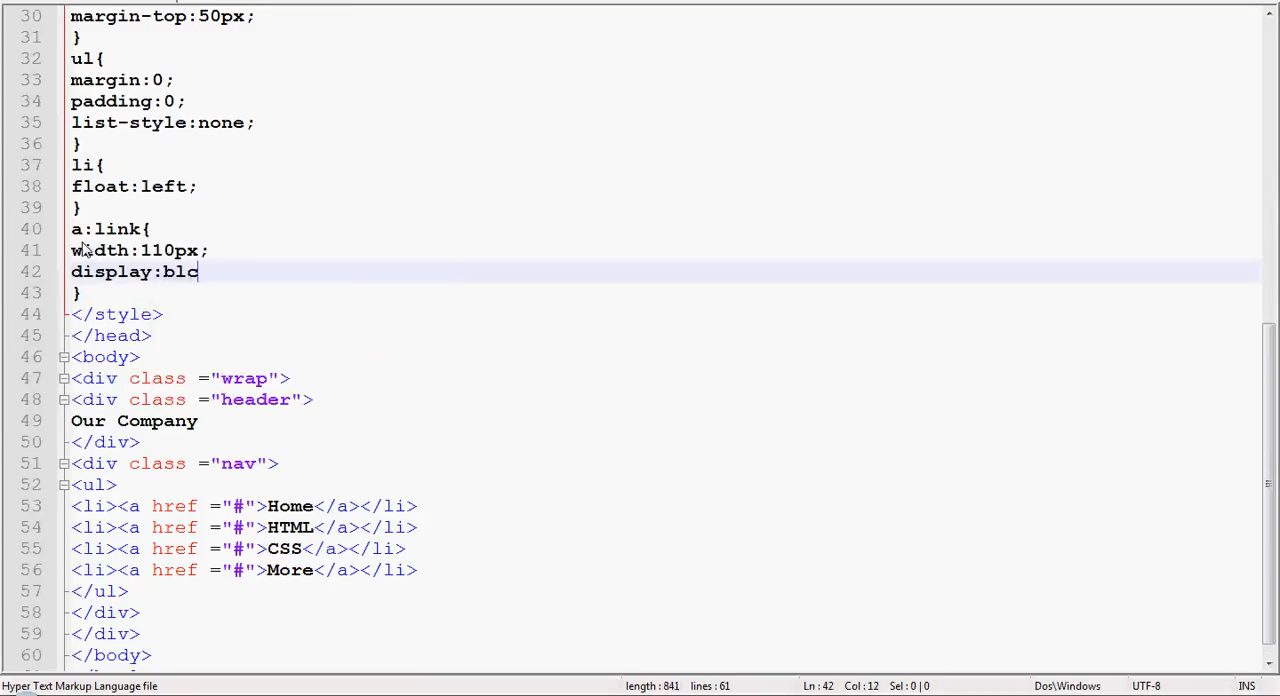 30 margin-top:50px;
31 }
32 ul{
33 margin:0;
34 padding:0;
35 list-style:none;
36 }
37 li{
38 float:left;
39 }
40 a:link{
41 width:110px;
42 display:blc
43 }
44 </style>
45 </head>
46 <body>
47 <div class ="wrap">
48 <div class ="header">
49 Our Company
50 </div>
51 <div class ="nav">
52 <ul>
53 <li><a href ="#">Home</a></li>
54 <li><a href ="#">HTML</a></li>
55 <li><a href ="#">CSS</a></li>
56 <li><a href ="#">More</a></li>
57 </ul>
58 </div>
59 </div>
60 </body>
Hyper Text Markup Language file length : 841 lines : 61 Ln : 42 Col : 12 Sel : 0 | 0 Dos\Windows UTF-8 INS